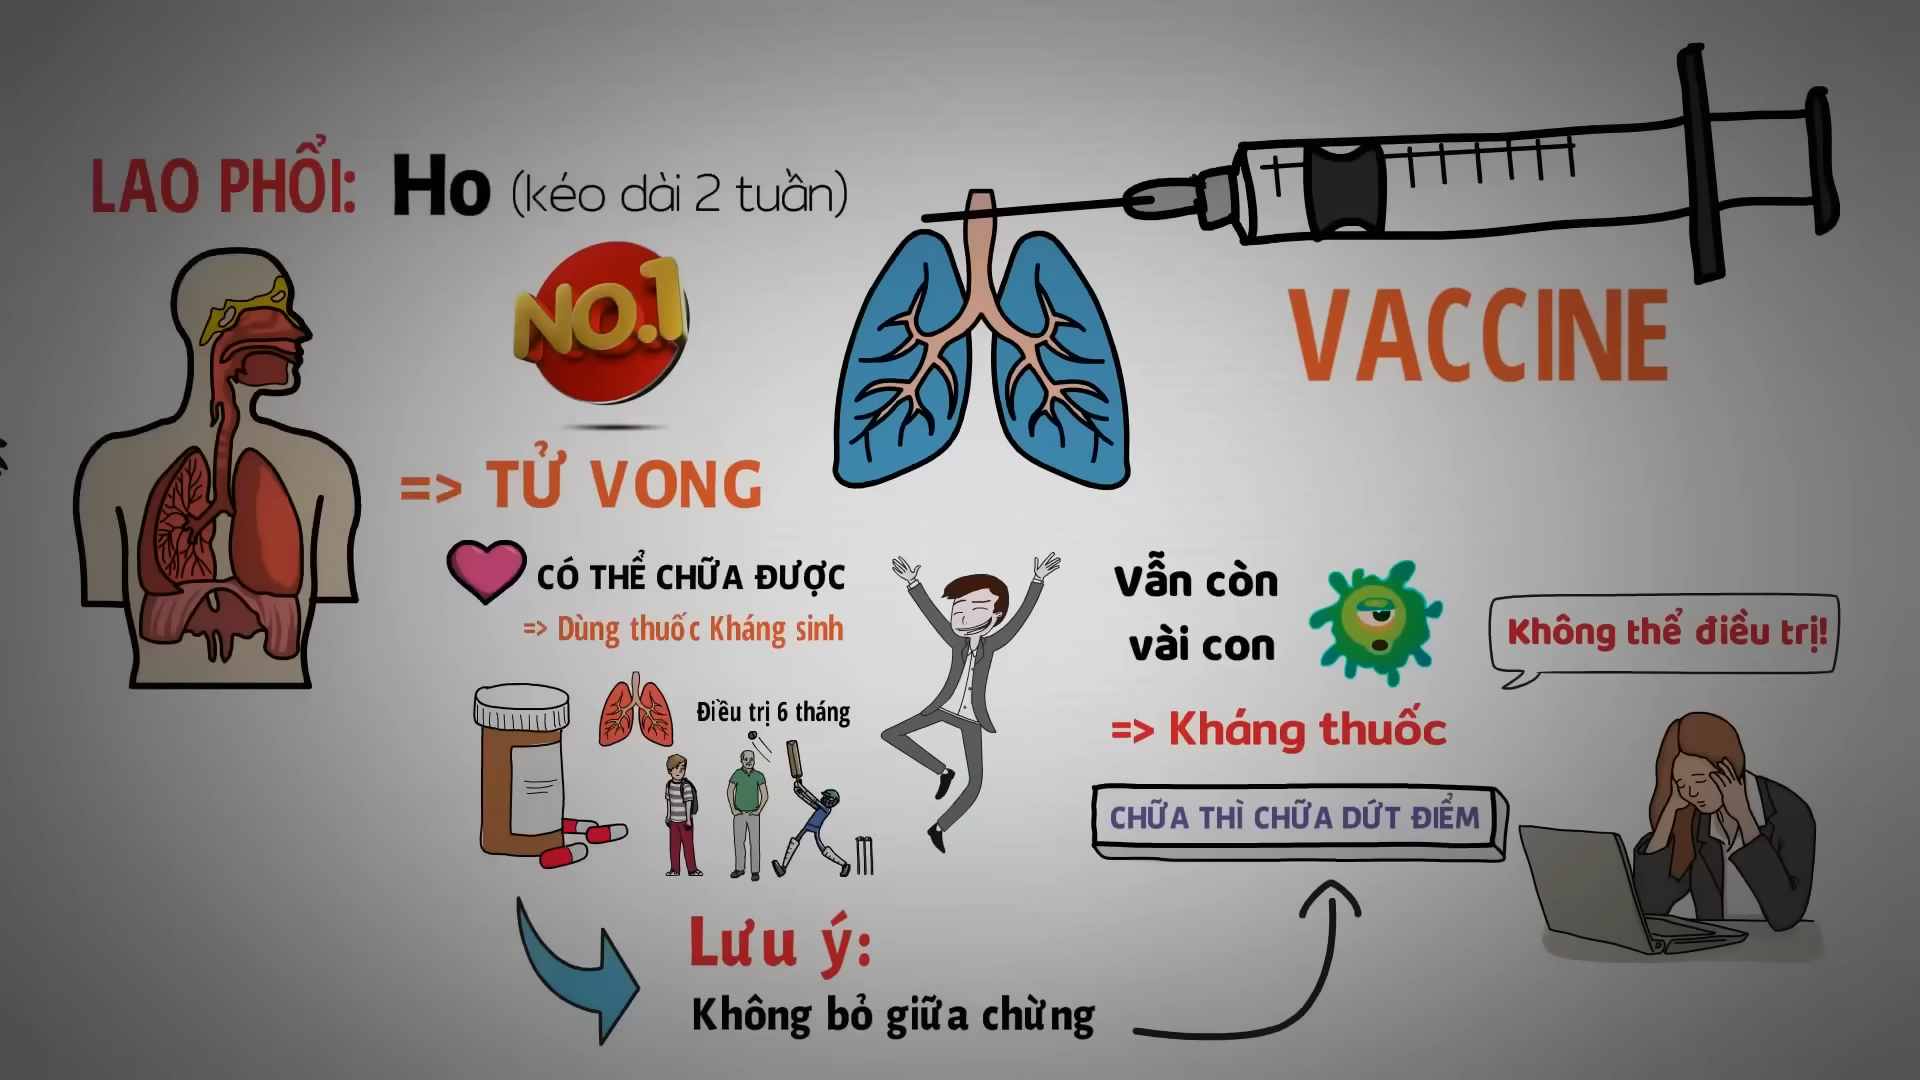 LAO PHỔI: Ho (kéo dài 2 tuần)
NO.1
=> TỬ VONG
VACCINE
CÓ THỂ CHỮA ĐƯỢC
=> Dùng thuốc Kháng sinh
Điều trị 6 tháng
Vẫn còn
vài con
=> Kháng thuốc
Không thể điều trị!
CHỮA THÌ CHỮA DỨT ĐIỂM
Lưu ý:
Không bỏ giữa chừng